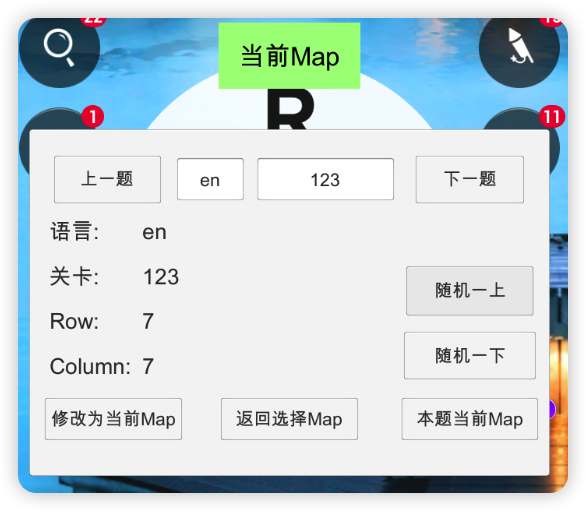 22
当前Map
R
1
11
上一题
en
123
下一题
语言: en
关卡: 123
随机一上
Row: 7
随机一下
Column: 7
修改为当前Map
返回选择Map
本题当前Map